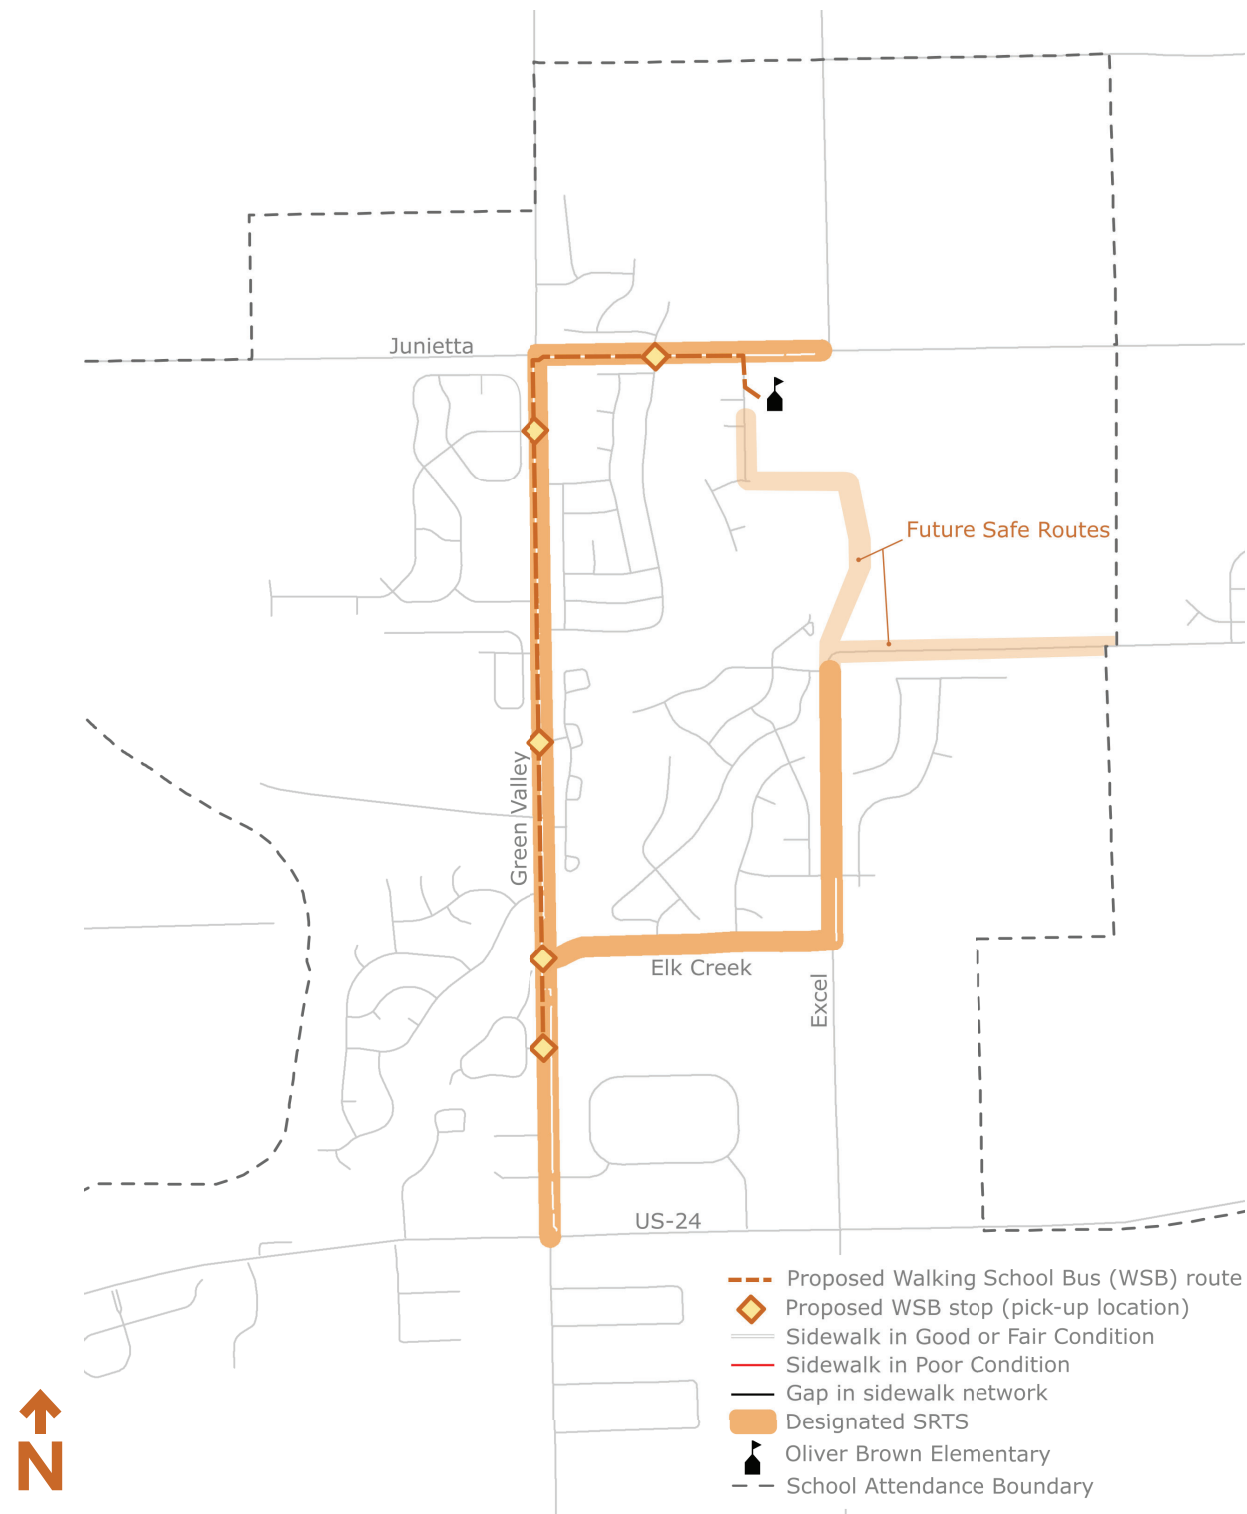 Junietta
Future Safe Routes
Green Valley
Elk Creek
Excel
US-24
Proposed Walking School Bus (WSB) route
Proposed WSB stop (pick-up location)
Sidewalk in Good or Fair Condition
Sidewalk in Poor Condition
Gap in sidewalk network
Designated SRTS
Oliver Brown Elementary
School Attendance Boundary
N